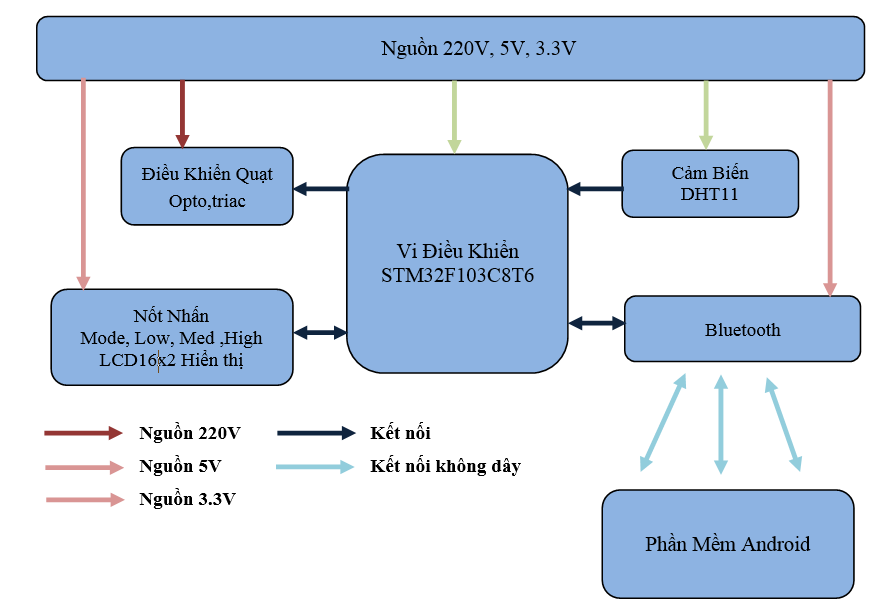 Nguồn 220V, 5V, 3.3V
Điều Khiển Quạt
Opto,triac
Cảm Biến
DHT11
Vi Điều Khiển
STM32F103C8T6
Nốt Nhấn
Mode, Low, Med ,High
LCD16x2 Hiển thị
Bluetooth
Nguồn 220V
Kết nối
Nguồn 5V
Kết nối không dây
Nguồn 3.3V
Phần Mềm Android